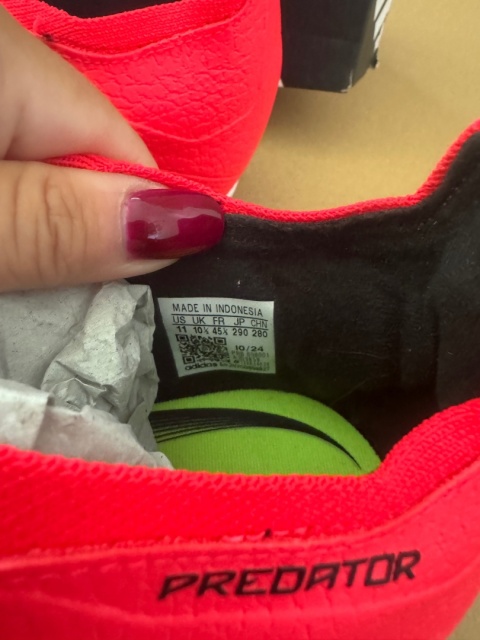 MADE IN INDONESIA
US UK FR JP CHN
11 10½ 45⅓ 290 280
10/24
adidas
PREDATOR